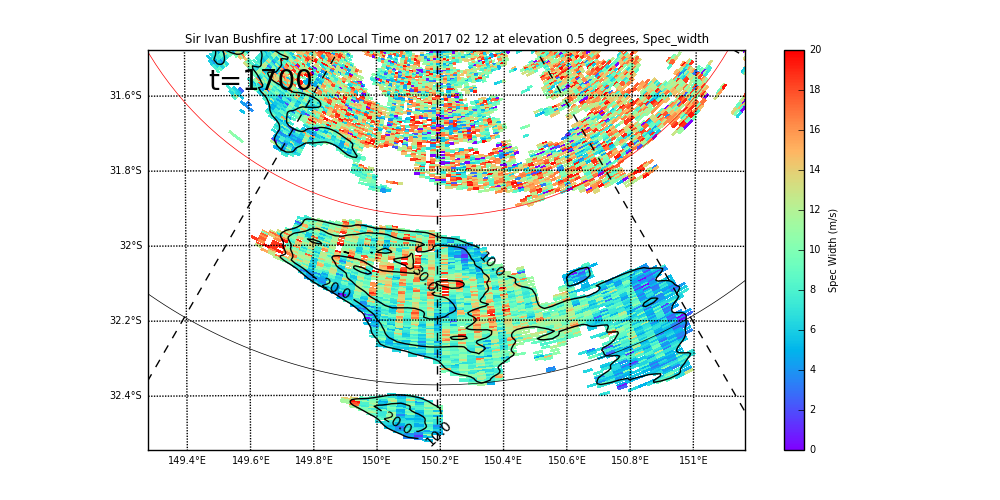 Sir Ivan Bushfire at 17:00 Local Time on 2017 02 12 at elevation 0.5 degrees, Spec_width
t=1700
31.6°S
31.8°S
32°S
32.2°S
32.4°S
149.4°E 149.6°E 149.8°E 150°E 150.2°E 150.4°E 150.6°E 150.8°E 151°E
10.0
30.0
20.0
20.0
10.0
20
18
16
14
12
10
8
6
4
2
0
Spec Width (m/s)